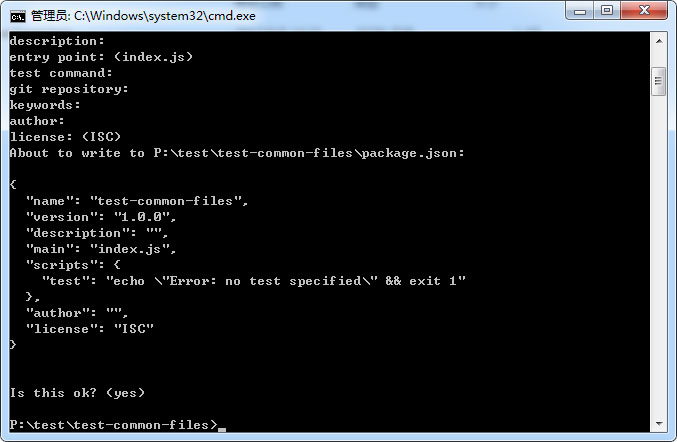 管理员: C:\Windows\system32\cmd.exe
description:
entry point: (index.js)
test command:
git repository:
keywords:
author:
license: (ISC)
About to write to P:\test\test-common-files\package.json:
{
  "name": "test-common-files",
  "version": "1.0.0",
  "description": "",
  "main": "index.js",
  "scripts": {
    "test": "echo \"Error: no test specified\" && exit 1"
  },
  "author": "",
  "license": "ISC"
}
Is this ok? (yes)
P:\test\test-common-files>_